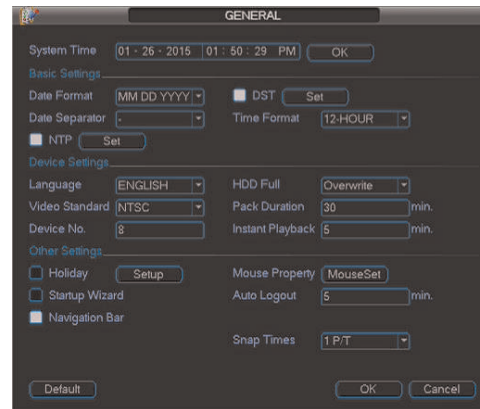 GENERAL
System Time 01 - 26 - 2015 01 : 50 : 29 PM OK
Basic Settings
Date Format MM DD YYYY DST Set
Date Separator - Time Format 12-HOUR
NTP Set
Device Settings
Language ENGLISH HDD Full Overwrite
Video Standard NTSC Pack Duration 30 min.
Device No. 8 Instant Playback 5 min.
Other Settings
Holiday Setup Mouse Property MouseSet
Startup Wizard Auto Logout 5 min.
Navigation Bar
Snap Times 1 P/T
Default OK Cancel